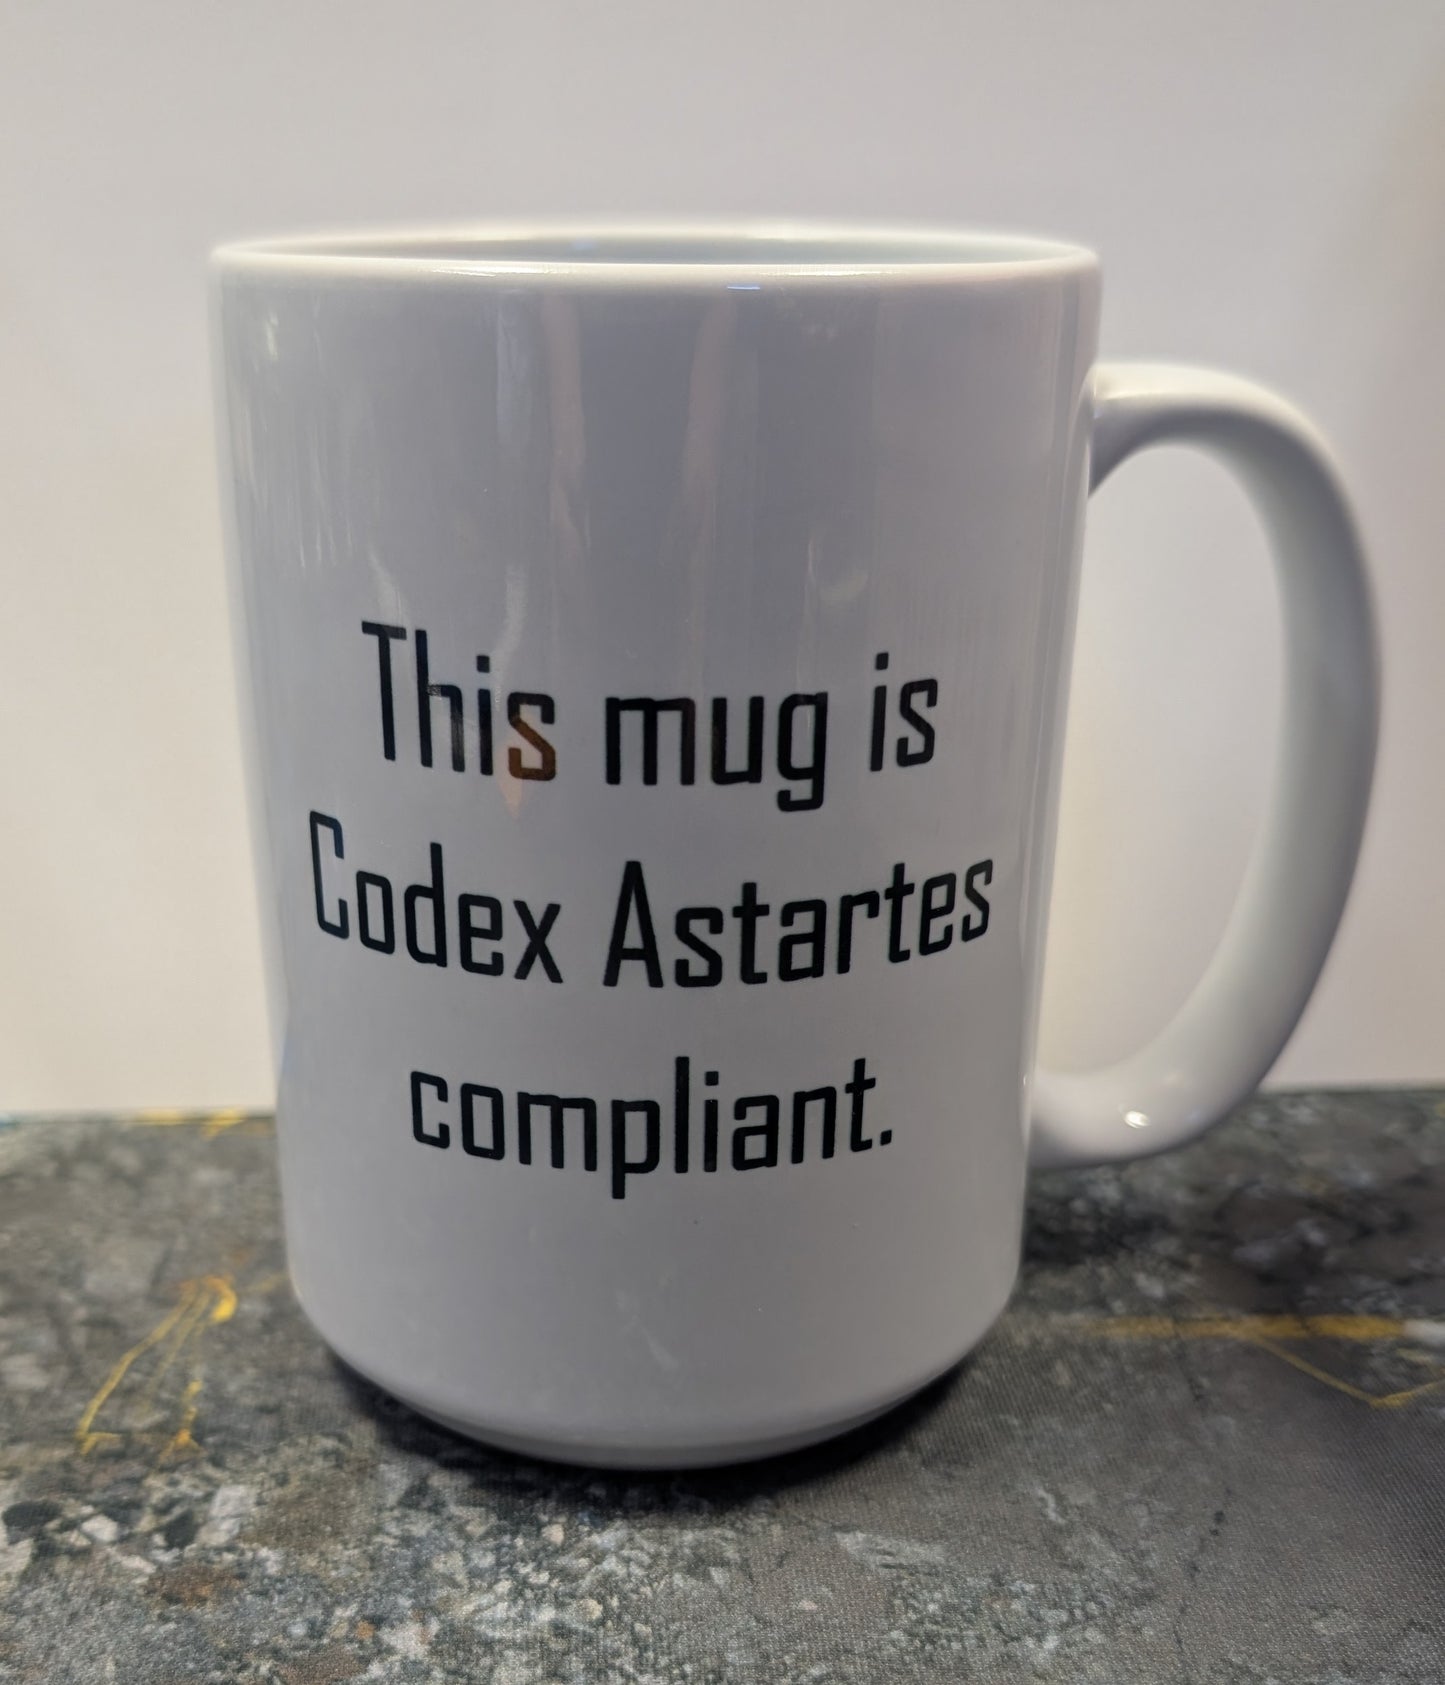 This mug is
Codex Astartes
compliant.